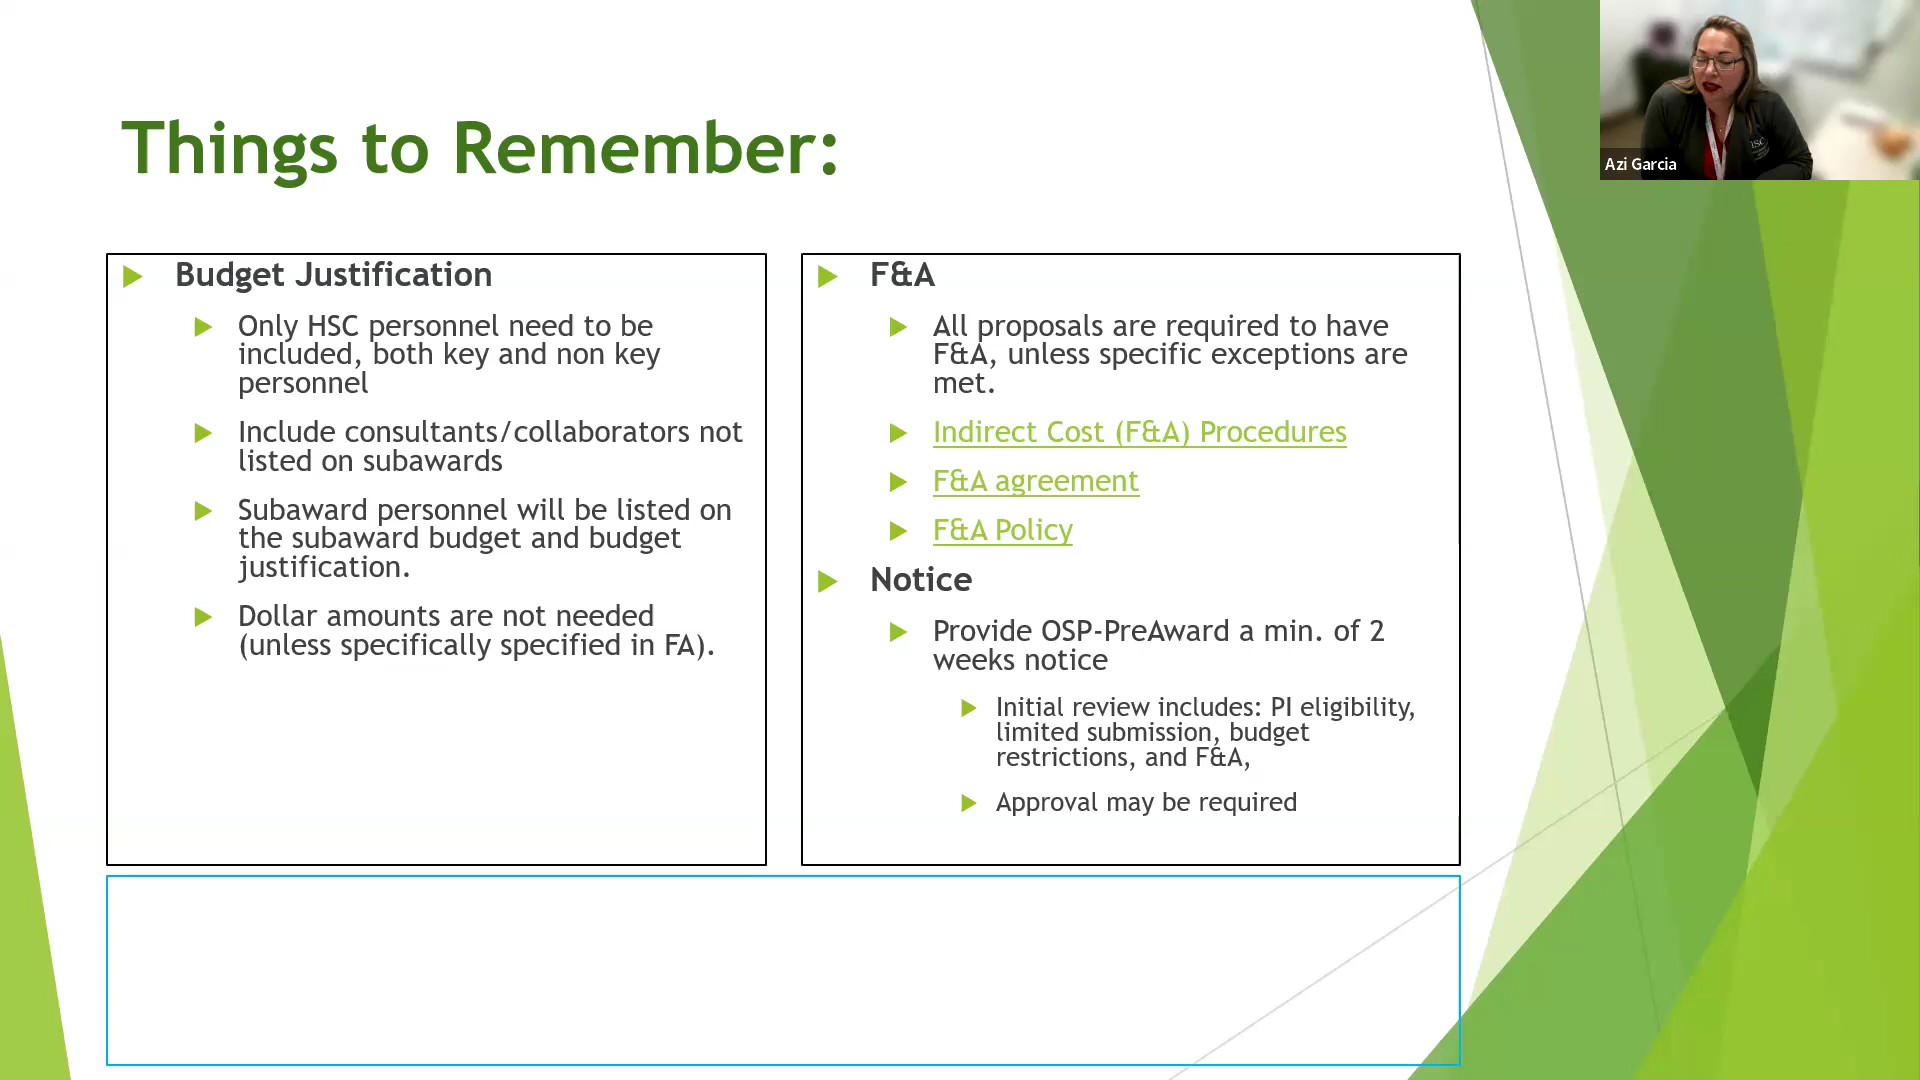 Things to Remember:
Budget Justification
Only HSC personnel need to be
included, both key and non key
personnel
Include consultants/collaborators not
listed on subawards
Subaward personnel will be listed on
the subaward budget and budget
justification.
Dollar amounts are not needed
(unless specifically specified in FA).
F&A
All proposals are required to have
F&A, unless specific exceptions are
met.
Indirect Cost (F&A) Procedures
F&A agreement
F&A Policy
Notice
Provide OSP-PreAward a min. of 2
weeks notice
Initial review includes: PI eligibility,
limited submission, budget
restrictions, and F&A,
Approval may be required
Azi Garcia